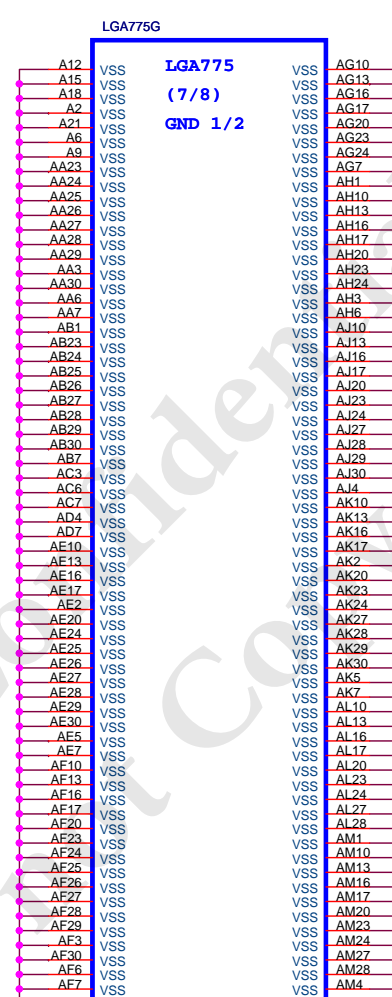 LGA775G
A12 VSS LGA775 VSS AG10
A15 VSS VSS AG13
A18 VSS (7/8) VSS AG16
A2 VSS VSS AG17
A21 VSS GND 1/2 VSS AG20
A6 VSS VSS AG23
A9 VSS VSS AG24
AA23 VSS VSS AG7
AA24 VSS VSS AH1
AA25 VSS VSS AH10
AA26 VSS VSS AH13
AA27 VSS VSS AH16
AA28 VSS VSS AH17
AA29 VSS VSS AH20
AA3 VSS VSS AH23
AA30 VSS VSS AH24
AA6 VSS VSS AH3
AA7 VSS VSS AH6
AB1 VSS VSS AJ10
AB23 VSS VSS AJ13
AB24 VSS VSS AJ16
AB25 VSS VSS AJ17
AB26 VSS VSS AJ20
AB27 VSS VSS AJ23
AB28 VSS VSS AJ24
AB29 VSS VSS AJ27
AB30 VSS VSS AJ28
AB7 VSS VSS AJ29
AC3 VSS VSS AJ30
AC6 VSS VSS AJ4
AC7 VSS VSS AK10
AD4 VSS VSS AK13
AD7 VSS VSS AK16
AE10 VSS VSS AK17
AE13 VSS VSS AK2
AE16 VSS VSS AK20
AE17 VSS VSS AK23
AE2 VSS VSS AK24
AE20 VSS VSS AK27
AE24 VSS VSS AK28
AE25 VSS VSS AK29
AE26 VSS VSS AK30
AE27 VSS VSS AK5
AE28 VSS VSS AK7
AE29 VSS VSS AL10
AE30 VSS VSS AL13
AE5 VSS VSS AL16
AE7 VSS VSS AL17
AF10 VSS VSS AL20
AF13 VSS VSS AL23
AF16 VSS VSS AL24
AF17 VSS VSS AL27
AF20 VSS VSS AL28
AF23 VSS VSS AM1
AF24 VSS VSS AM10
AF25 VSS VSS AM13
AF26 VSS VSS AM16
AF27 VSS VSS AM17
AF28 VSS VSS AM20
AF29 VSS VSS AM23
AF3 VSS VSS AM24
AF30 VSS VSS AM27
AF6 VSS VSS AM28
AF7 VSS VSS AM4